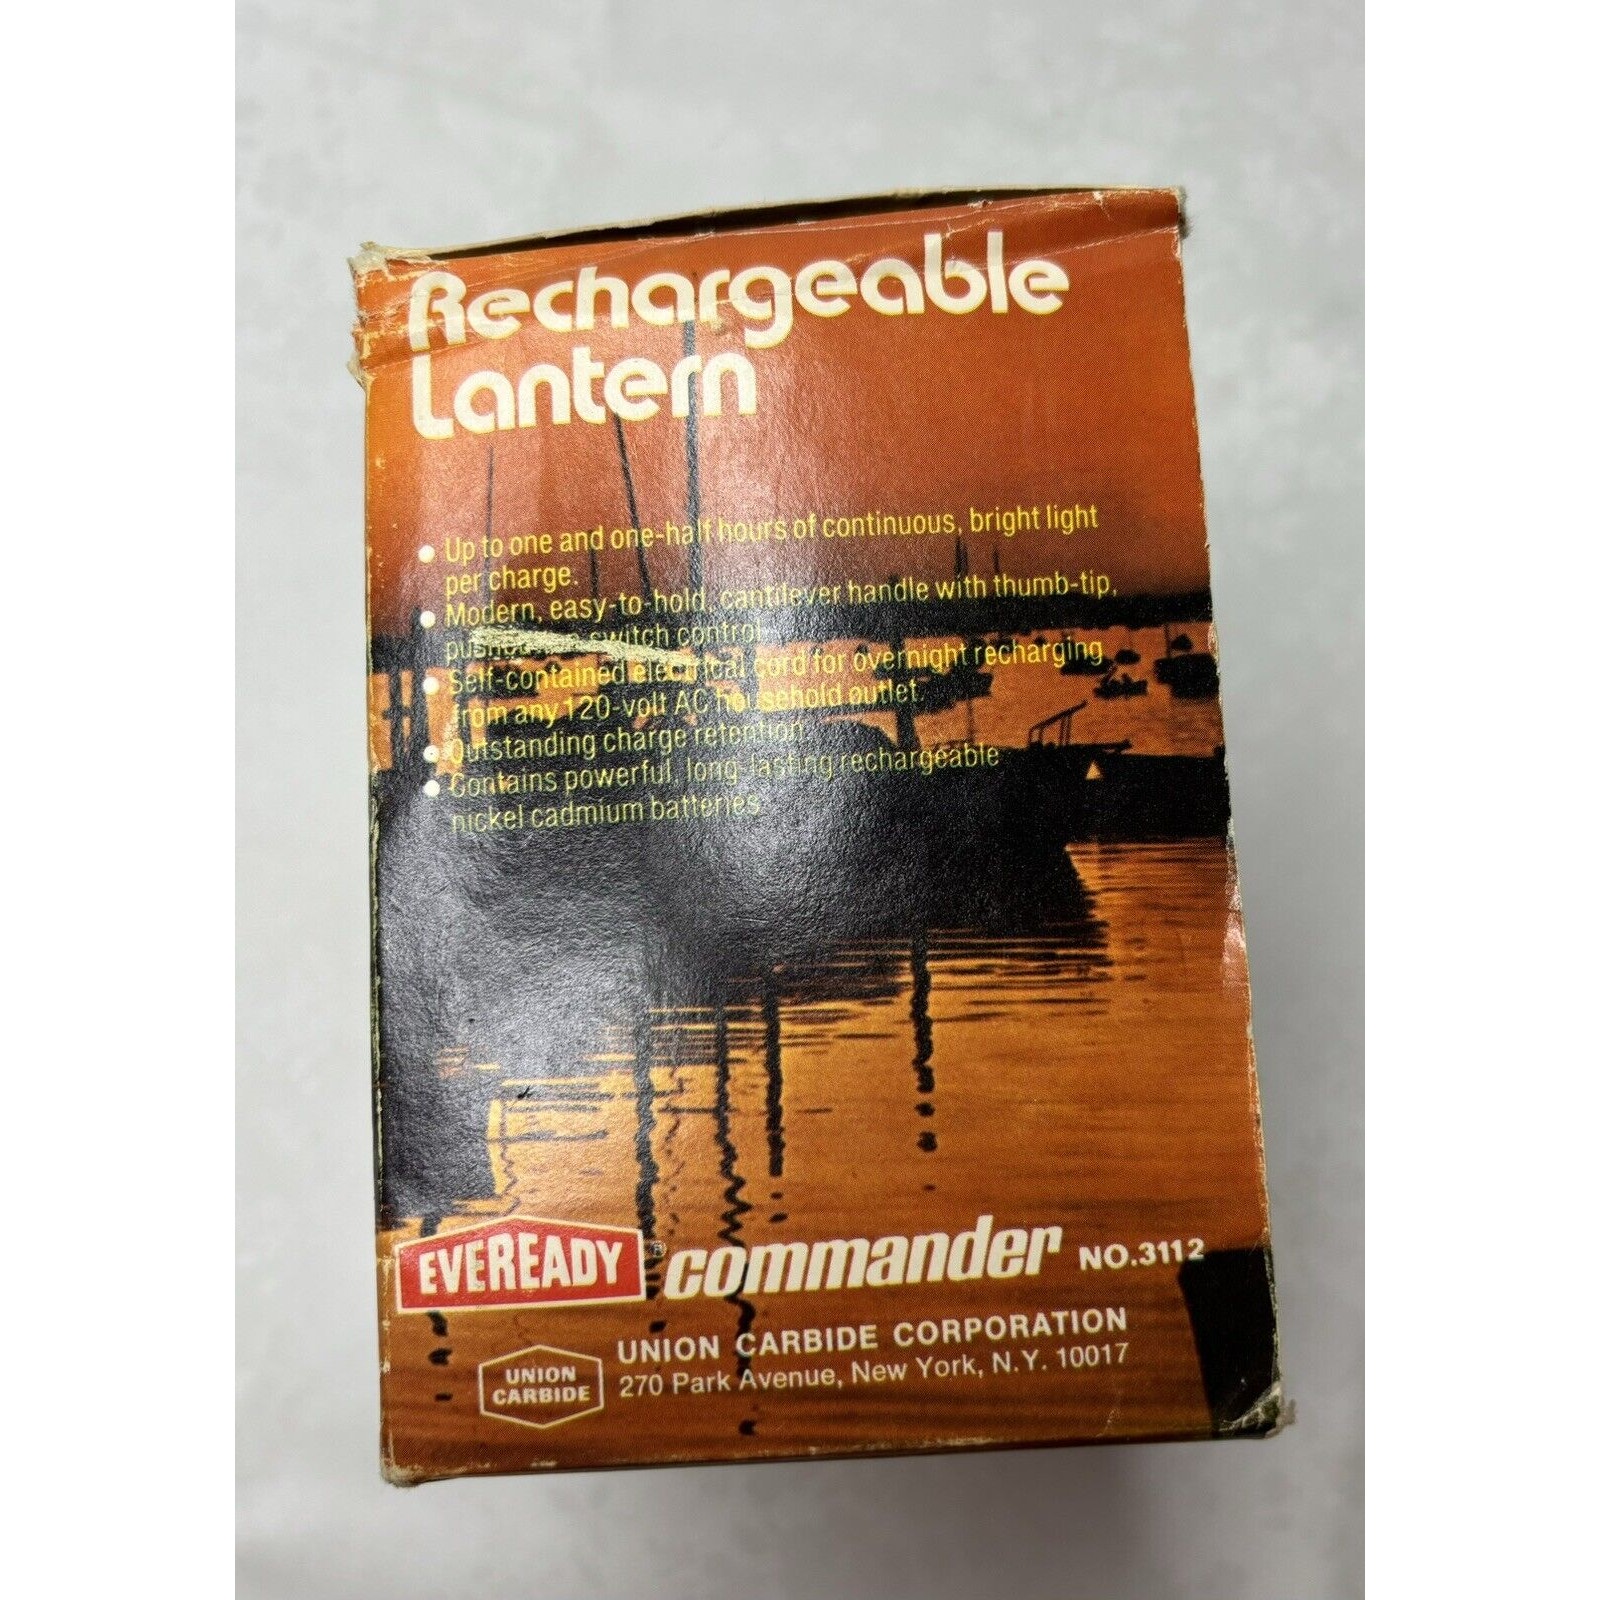 Rechargeable
Lantern
• Up to one and one-half hours of continuous, bright light
per charge.
• Modern, easy-to-hold, cantilever handle with thumb-tip,
switch control.
• Self-contained electrical cord for overnight recharging
from any 120-volt AC household outlet.
• Outstanding charge retention.
• Contains powerful, long-lasting rechargeable
nickel cadmium batteries.
EVEREADY® commander NO.3112
UNION CARBIDE CORPORATION
270 Park Avenue, New York, N.Y. 10017
UNION
CARBIDE